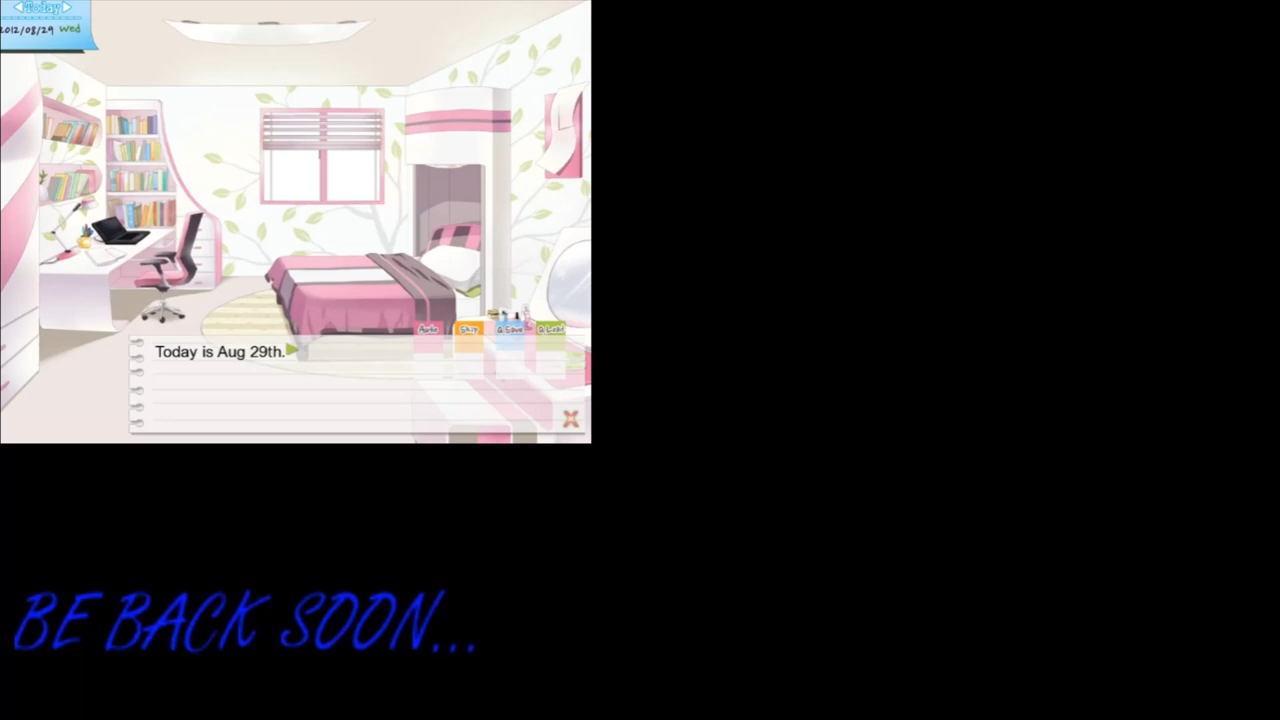 Today
2012/08/29 Wed
Auto Skip Q.Save Q.Load
Today is Aug 29th.
BE BACK SOON...